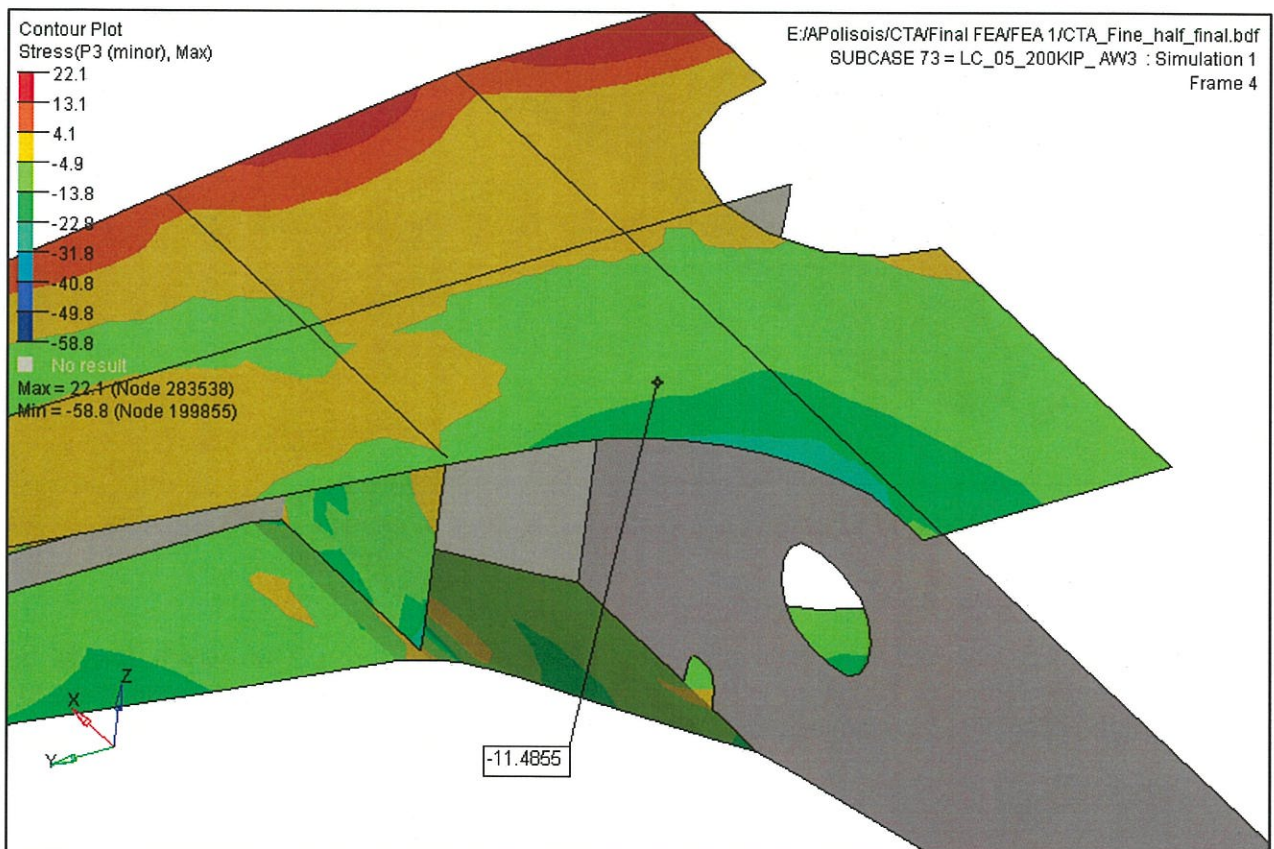 Contour Plot
Stress(P3 (minor), Max)
22.1
13.1
4.1
-4.9
-13.8
-22.8
-31.8
-40.8
-49.8
-58.8
No result
Max = 22.1 (Node 283538)
Min = -58.8 (Node 199855)
E:/APolisois/CTA/Final FEA/FEA 1/CTA_Fine_half_final.bdf
SUBCASE 73 = LC_05_200KIP_AW3 : Simulation 1
Frame 4
X
Z
Y
-11.4855